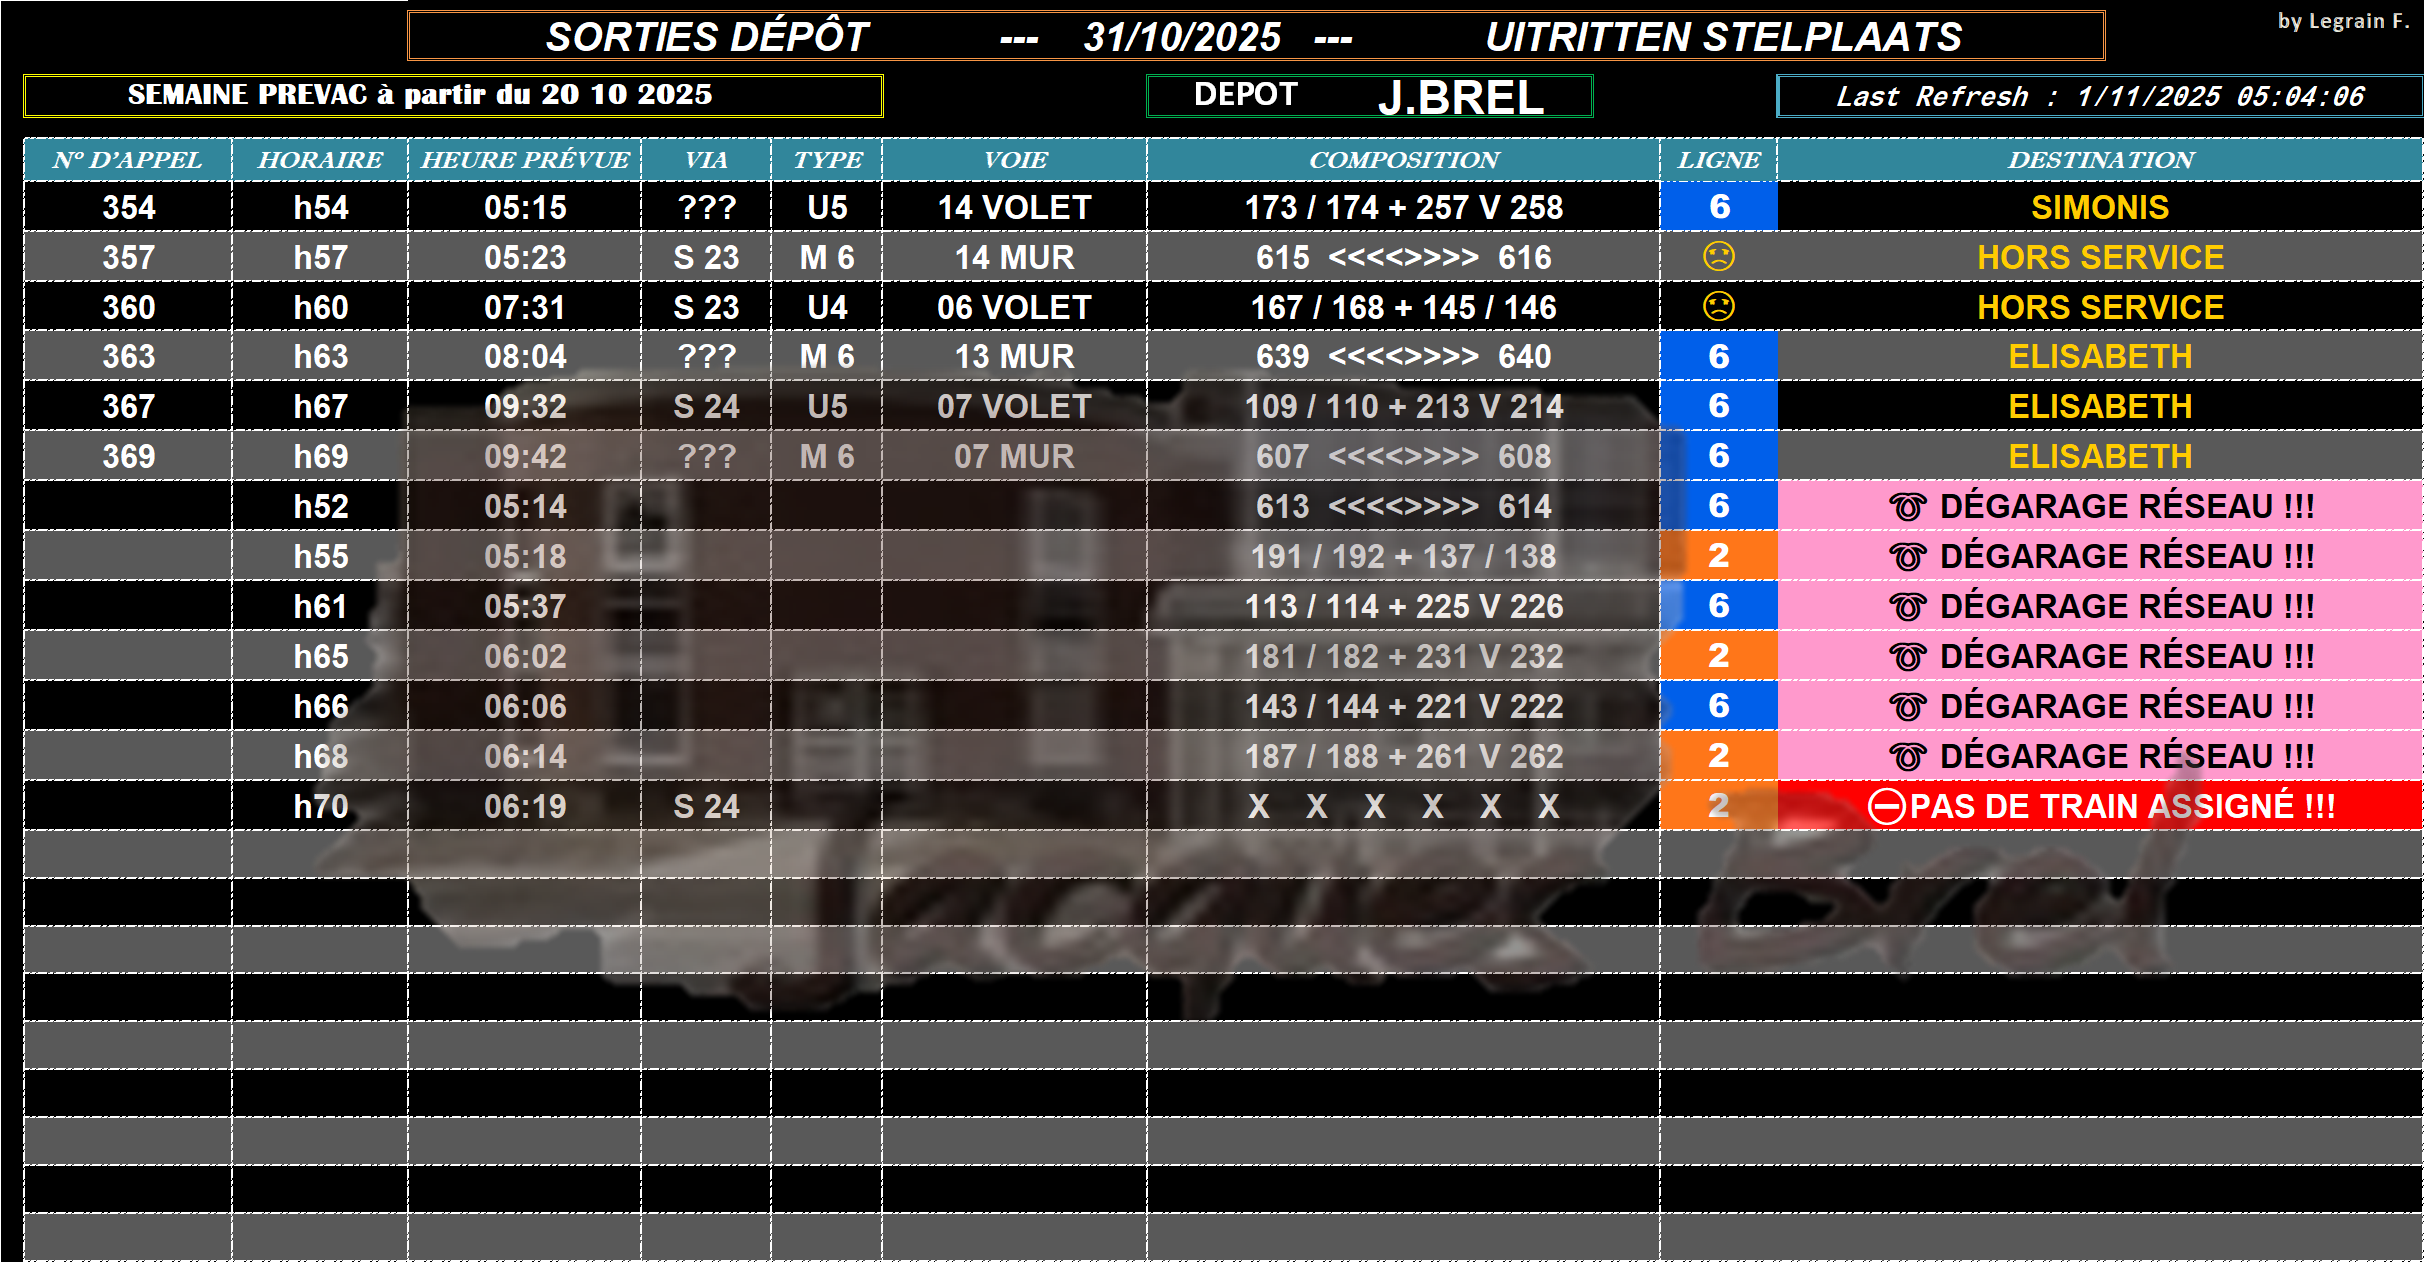 SORTIES DÉPÔT --- 31/10/2025 --- UITRITTEN STELPLAATS
by Legrain F.
SEMAINE PREVAC à partir du 20 10 2025
DEPOT J.BREL
Last Refresh : 1/11/2025 05:04:06
N° D'APPEL HORAIRE HEURE PRÉVUE VIA TYPE VOIE COMPOSITION LIGNE DESTINATION
354 h54 05:15 ??? U5 14 VOLET 173 / 174 + 257 V 258 6 SIMONIS
357 h57 05:23 S 23 M 6 14 MUR 615 <<<<>>>> 616 ☹ HORS SERVICE
360 h60 07:31 S 23 U4 06 VOLET 167 / 168 + 145 / 146 ☹ HORS SERVICE
363 h63 08:04 ??? M 6 13 MUR 639 <<<<>>>> 640 6 ELISABETH
367 h67 09:32 S 24 U5 07 VOLET 109 / 110 + 213 V 214 6 ELISABETH
369 h69 09:42 ??? M 6 07 MUR 607 <<<<>>>> 608 6 ELISABETH
h52 05:14 613 <<<<>>>> 614 6 ➿ DÉGARAGE RÉSEAU !!!
h55 05:18 191 / 192 + 137 / 138 2 ➿ DÉGARAGE RÉSEAU !!!
h61 05:37 113 / 114 + 225 V 226 6 ➿ DÉGARAGE RÉSEAU !!!
h65 06:02 181 / 182 + 231 V 232 2 ➿ DÉGARAGE RÉSEAU !!!
h66 06:06 143 / 144 + 221 V 222 6 ➿ DÉGARAGE RÉSEAU !!!
h68 06:14 187 / 188 + 261 V 262 2 ➿ DÉGARAGE RÉSEAU !!!
h70 06:19 S 24 X X X X X X 2 ⛔PAS DE TRAIN ASSIGNÉ !!!
Jacques Brel